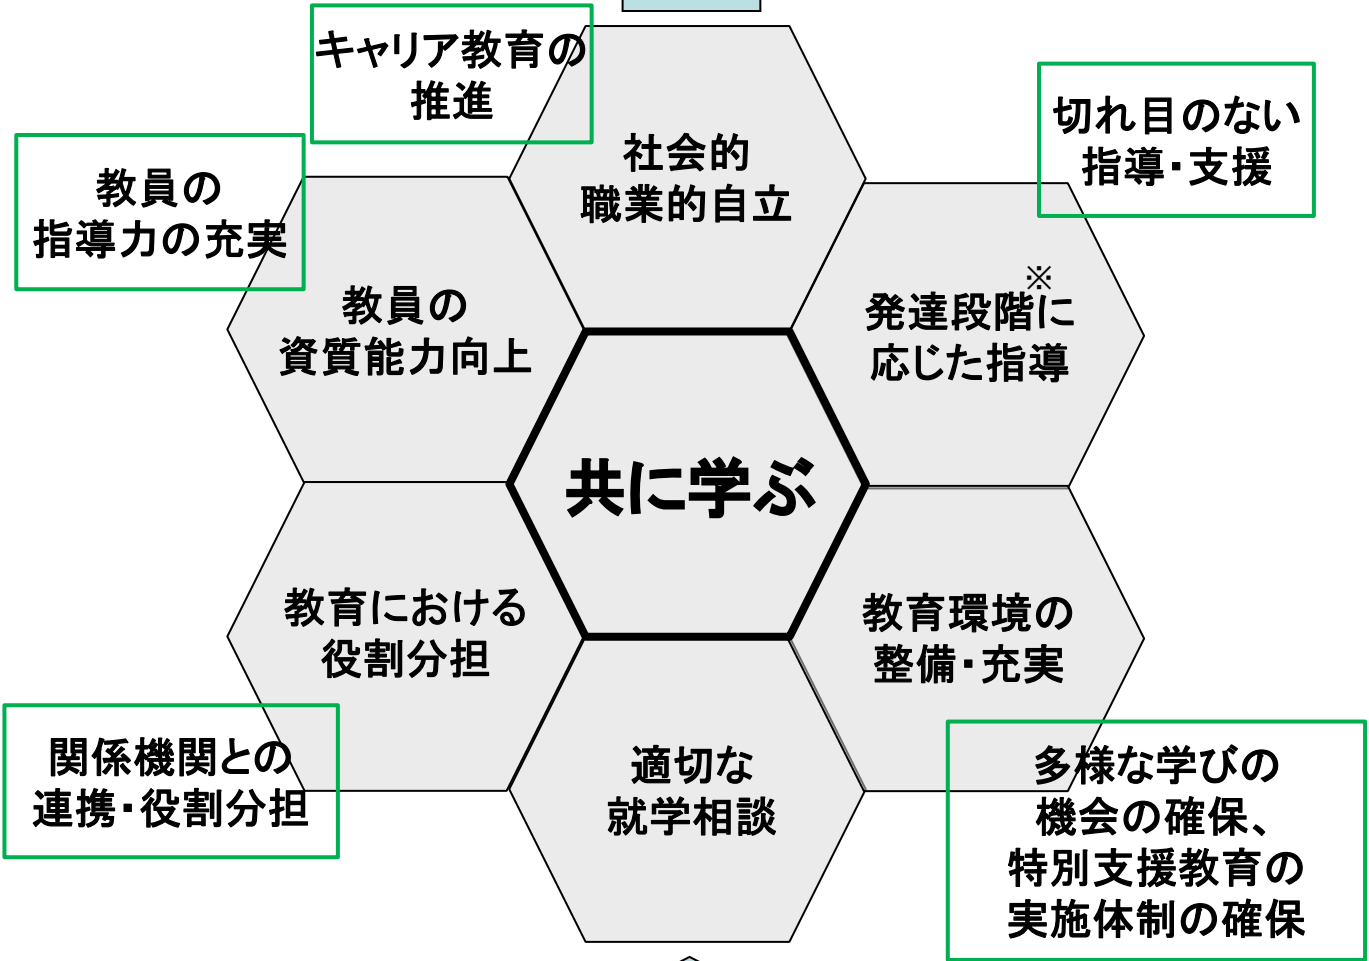 キャリア教育の
推進
切れ目のない
指導・支援
教員の
指導力の充実
社会的
職業的自立
教員の
資質能力向上
※
発達段階に
応じた指導
共に学ぶ
教育における
役割分担
教育環境の
整備・充実
関係機関との
連携・役割分担
適切な
就学相談
多様な学びの
機会の確保、
特別支援教育の
実施体制の確保